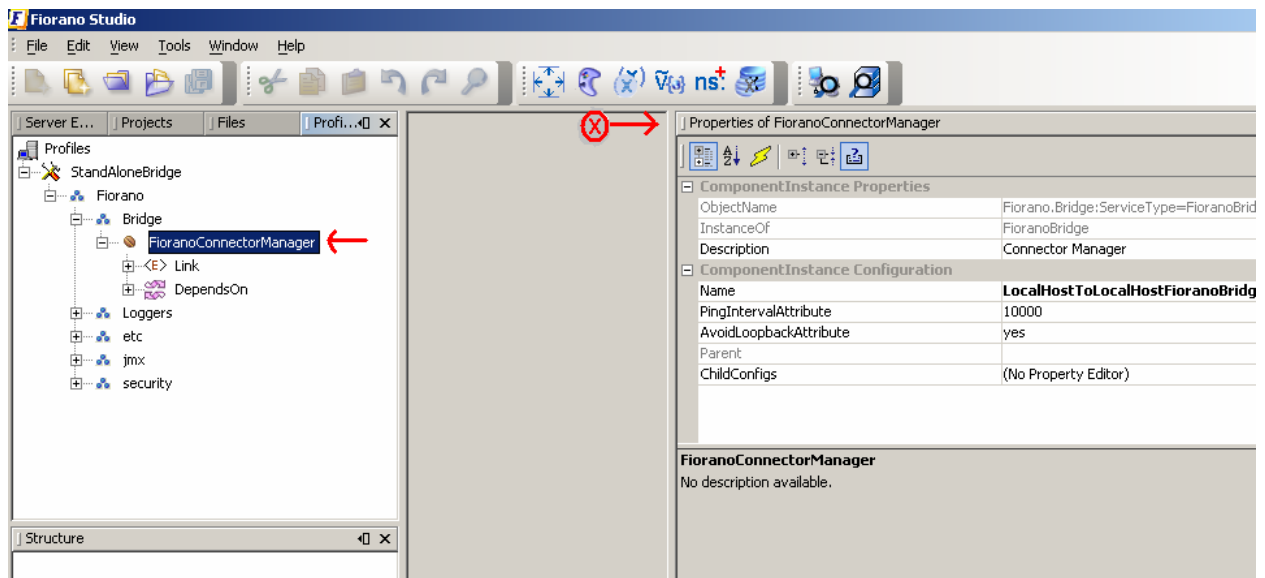 Fiorano Studio
File Edit View Tools Window Help
ns:
Server E... Projects Files Profi...
Profiles
StandAloneBridge
Fiorano
Bridge
FioranoConnectorManager
Link
DependsOn
Loggers
etc
jmx
security
Structure
X
Properties of FioranoConnectorManager
ComponentInstance Properties
ObjectName Fiorano.Bridge:ServiceType=FioranoBrid
InstanceOf FioranoBridge
Description Connector Manager
ComponentInstance Configuration
Name LocalHostToLocalHostFioranoBridg
PingIntervalAttribute 10000
AvoidLoopbackAttribute yes
Parent
ChildConfigs (No Property Editor)
FioranoConnectorManager
No description available.